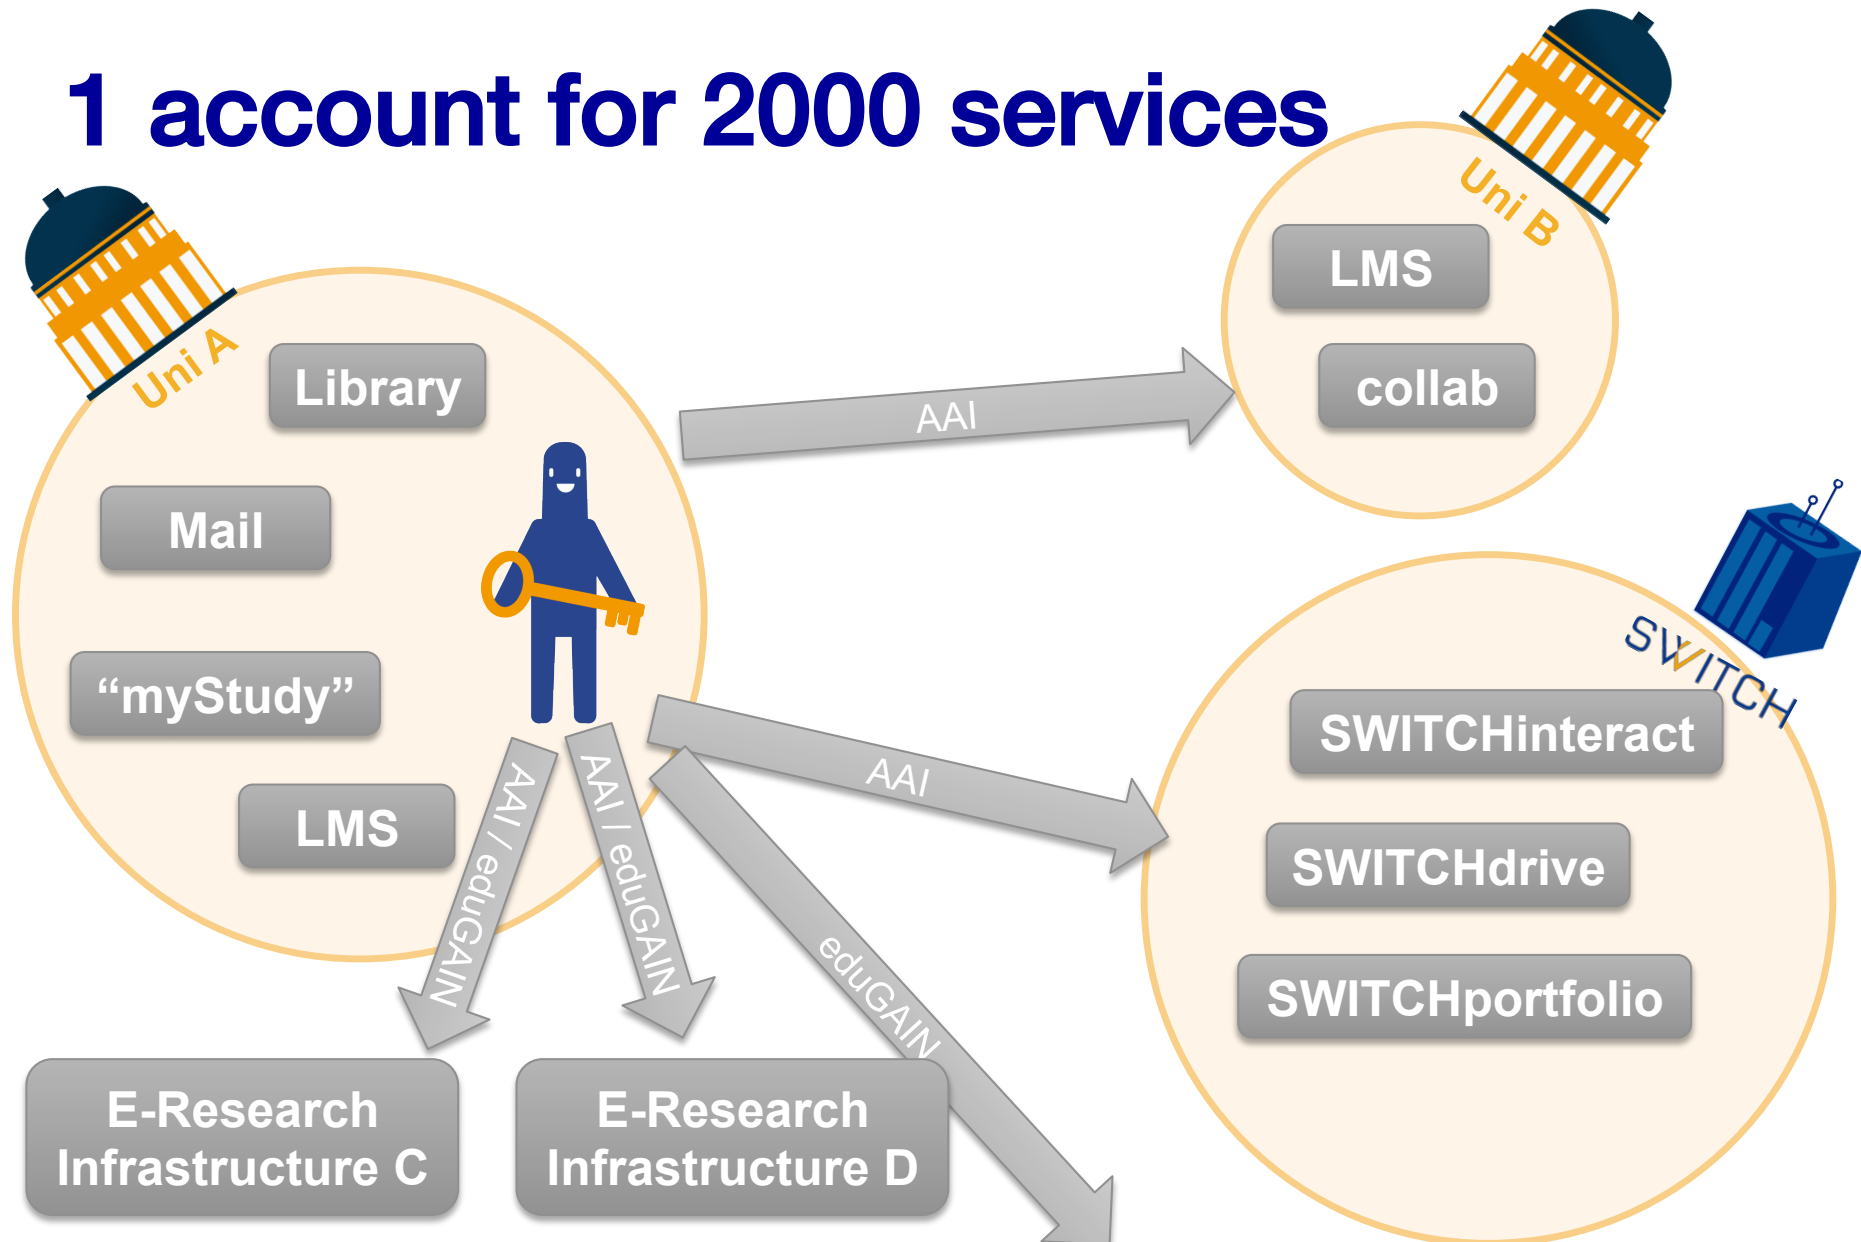 1 account for 2000 services
Uni A
Library
Mail
“myStudy”
LMS
Uni B
LMS
collab
AAI
SWITCH
SWITCHinteract
SWITCHdrive
SWITCHportfolio
AAI
AAI / eduGAIN
AAI / eduGAIN
eduGAIN
E-Research
Infrastructure C
E-Research
Infrastructure D